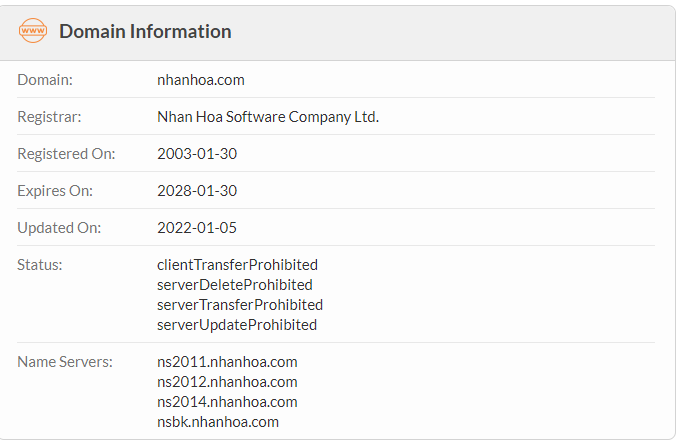 www
Domain Information
Domain: nhanhoa.com
Registrar: Nhan Hoa Software Company Ltd.
Registered On: 2003-01-30
Expires On: 2028-01-30
Updated On: 2022-01-05
Status: clientTransferProhibited
serverDeleteProhibited
serverTransferProhibited
serverUpdateProhibited
Name Servers: ns2011.nhanhoa.com
ns2012.nhanhoa.com
ns2014.nhanhoa.com
nsbk.nhanhoa.com